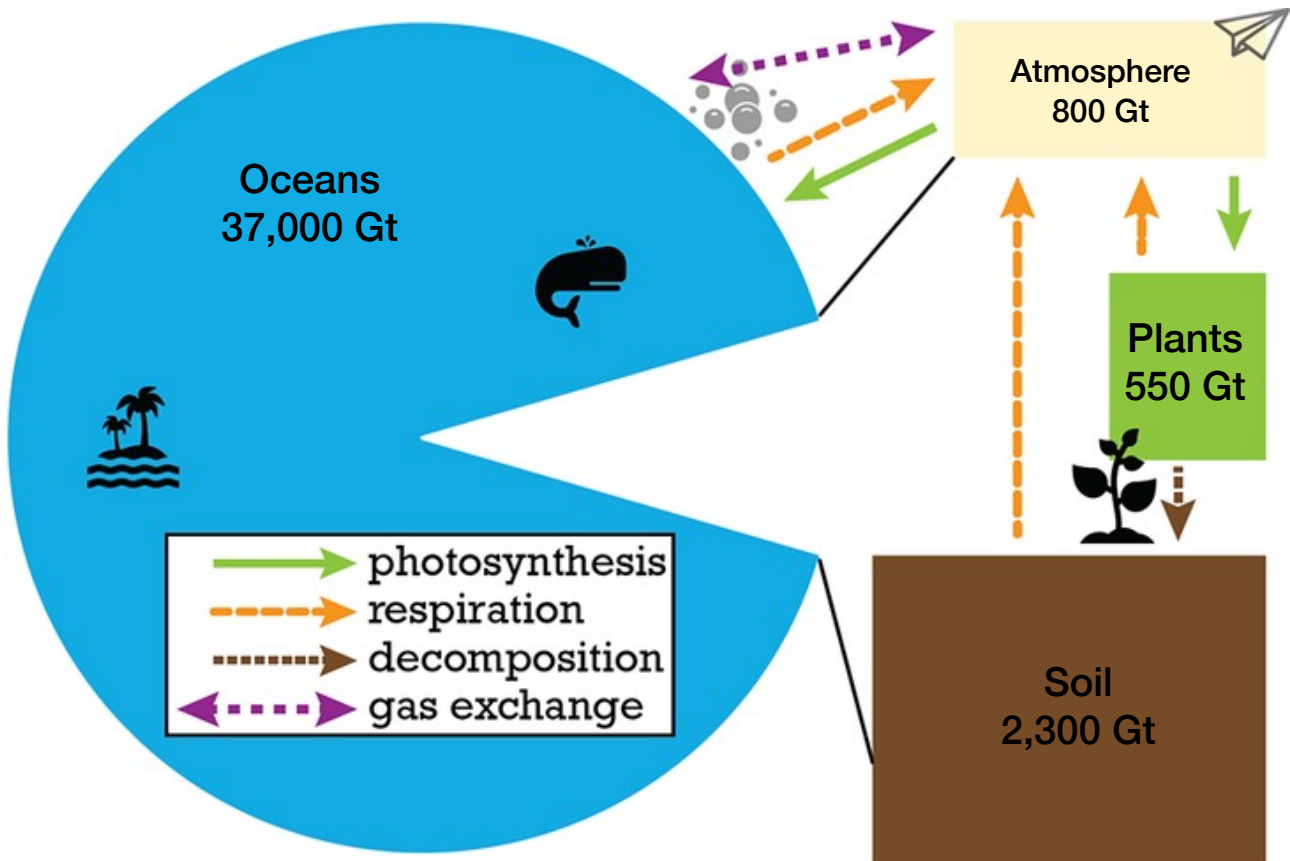 Oceans
37,000 Gt
Atmosphere
800 Gt
Plants
550 Gt
photosynthesis
respiration
decomposition
gas exchange
Soil
2,300 Gt